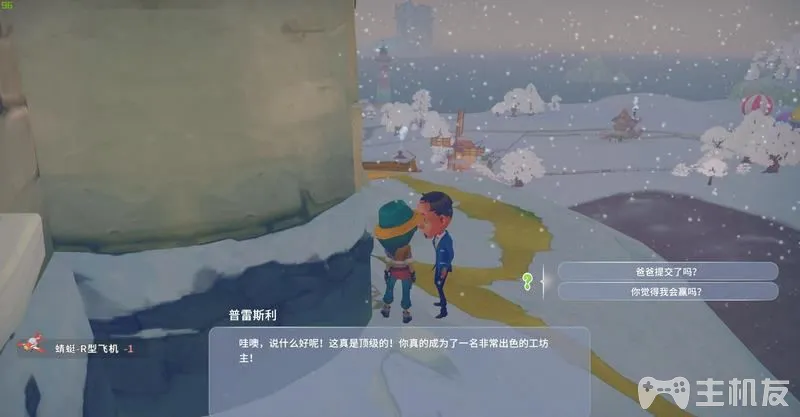 96
爸爸提交了吗?
你觉得我会赢吗?
普雷斯利
蜻蜓-R型飞机 -1
哇噢，说什么好呢！这真是顶级的！你真的成为了一名非常出色的工坊
主！
主机友